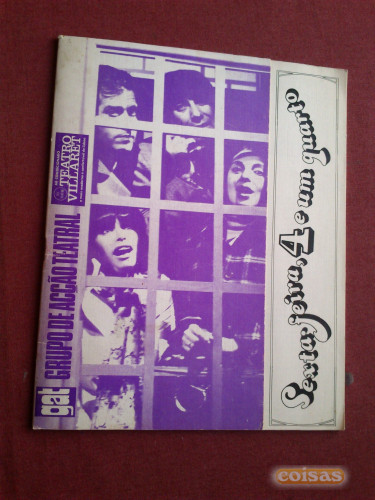 gat GRUPO DE ACÇÃO TEATRAL
TEATRO
VILLARET
Sexta-feira, 4 e um quarto
coisas